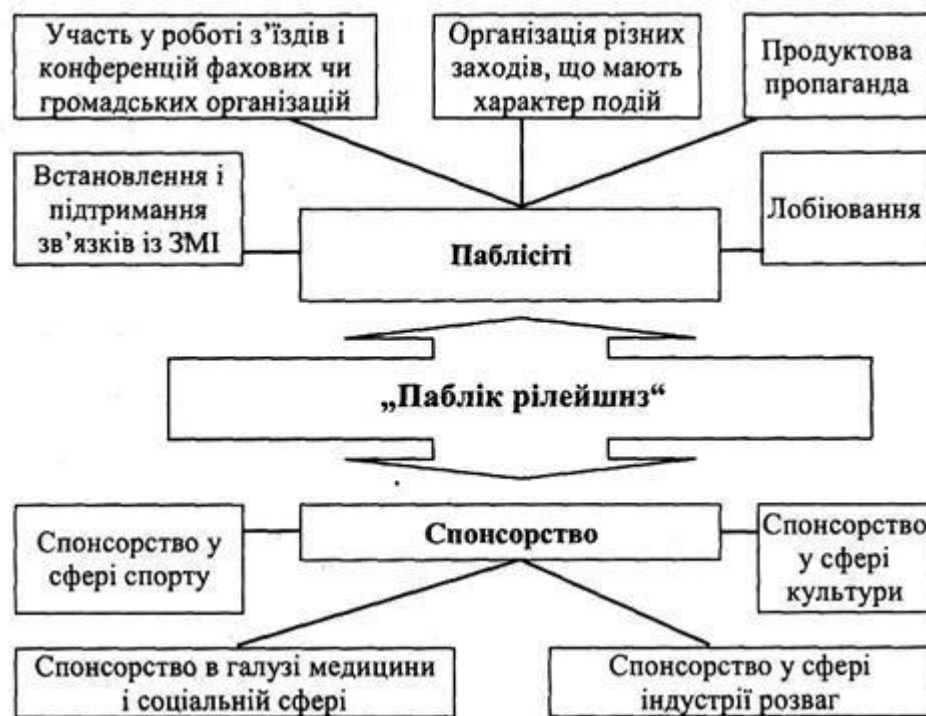 Участь у роботі з’їздів і
конференцій фахових чи
громадських організацій
Організація різних
заходів, що мають
характер подій
Продуктова
пропаганда
Встановлення і
підтримання
зв’язків із ЗМІ
Паблісіті
Лобіювання
„Паблік рілейшнз“
Спонсорство у
сфері спорту
Спонсорство
Спонсорство
у сфері
культури
Спонсорство в галузі медицини
і соціальній сфері
Спонсорство у сфері
індустрії розваг